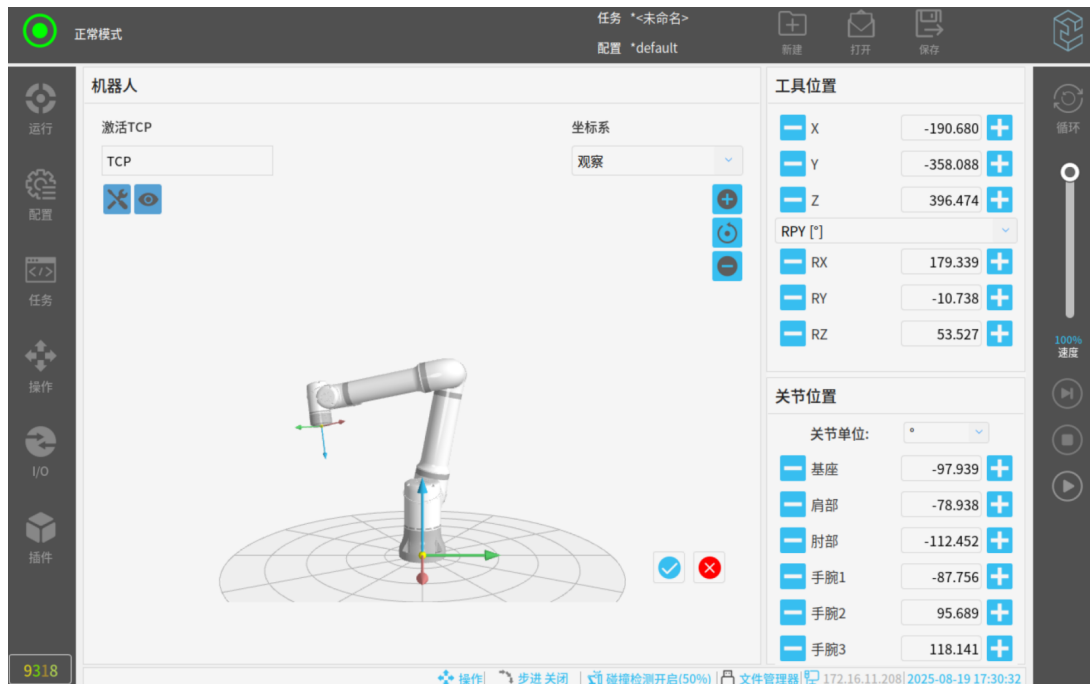 正常模式
任务 *<未命名>
配置 *default
新建 打开 保存
运行
配置
任务
操作
I/O
插件
9318
机器人
激活TCP
TCP
坐标系
观察
工具位置
X -190.680
Y -358.088
Z 396.474
RPY [°]
RX 179.339
RY -10.738
RZ 53.527
关节位置
关节单位: °
基座 -97.939
肩部 -78.938
肘部 -112.452
手腕1 -87.756
手腕2 95.689
手腕3 118.141
循环
100%
速度
操作| 步进 关闭 | 碰撞检测开启(50%) | 文件管理器| 172.16.11.208| 2025-08-19 17:30:32